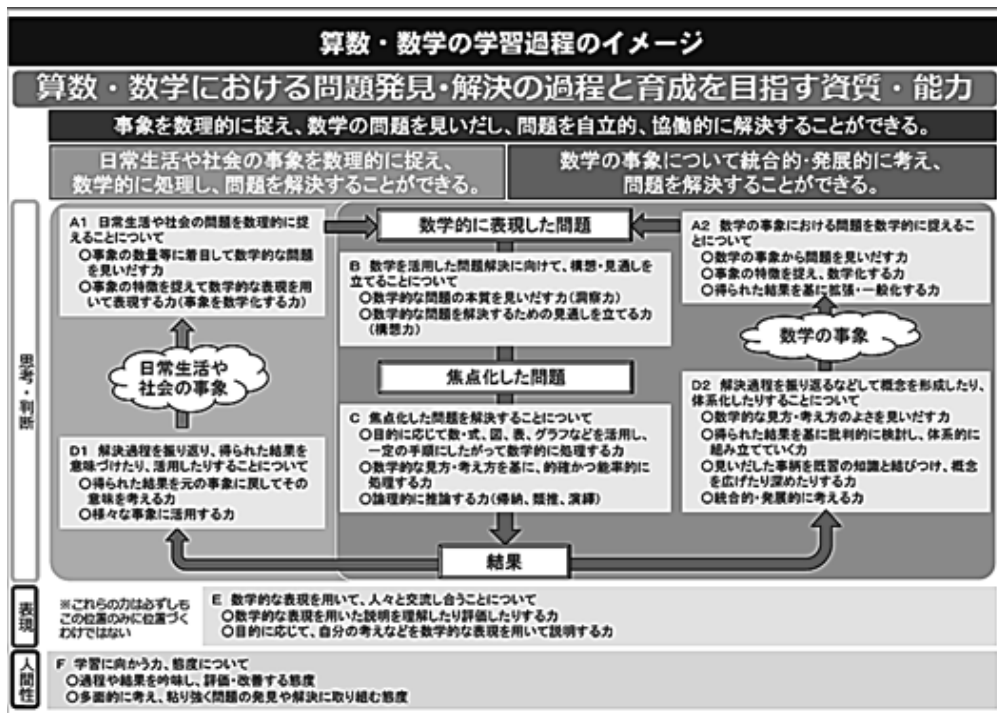 算数・数学の学習過程のイメージ
算数・数学における問題発見・解決の過程と育成を目指す資質・能力
事象を数理的に捉え、数学の問題を見いだし、問題を自立的、協働的に解決することができる。
日常生活や社会の事象を数理的に捉え、
数学的に処理し、問題を解決することができる。
数学の事象について統合的・発展的に考え、
問題を解決することができる。
思考・判断
A1 日常生活や社会の問題を数理的に捉
えることについて
○事象の数量等に着目して数学的な問題
を見いだす力
○事象の特徴を捉えて数学的な表現を用
いて表現する力(事象を数学化する力)
日常生活や
社会の事象
D1 解決過程を振り返り、得られた結果を
意味づけたり、活用したりすることについて
○得られた結果を元の事象に戻してその
意味を考える力
○様々な事象に活用する力
数学的に表現した問題
B 数学を活用した問題解決に向けて、構想・見通しを
立てることについて
○数学的な問題の本質を見いだす力(洞察力)
○数学的な問題を解決するための見通しを立てる力
(構想力)
焦点化した問題
C 焦点化した問題を解決することについて
○目的に応じて数・式、図、表、グラフなどを活用し、
一定の手順にしたがって数学的に処理する力
○数学的な見方・考え方を基に、的確かつ能率的に
処理する力
○論理的に推論する力(帰納、類推、演繹)
結果
A2 数学の事象における問題を数学的に捉えるこ
とについて
○数学の事象から問題を見いだす力
○事象の特徴を捉え、数学化する力
○得られた結果を基に拡張・一般化する力
数学の事象
D2 解決過程を振り返るなどして概念を形成したり、
体系化したりすることについて
○数学的な見方・考え方のよさを見いだす力
○得られた結果を基に批判的に検討し、体系的に
組み立てていく力
○見いだした事柄を既習の知識と結びつけ、概念
を広げたり深めたりする力
○統合的・発展的に考える力
表現
※これらの力は必ずしも
この位置のみに位置づく
わけではない
E 数学的な表現を用いて、人々と交流し合うことについて
○数学的な表現を用いた説明を理解したり評価したりする力
○目的に応じて、自分の考えなどを数学的な表現を用いて説明する力
人間性
F 学習に向かう力、態度について
○過程や結果を吟味し、評価・改善する態度
○多面的に考え、粘り強く問題の発見や解決に取り組む態度